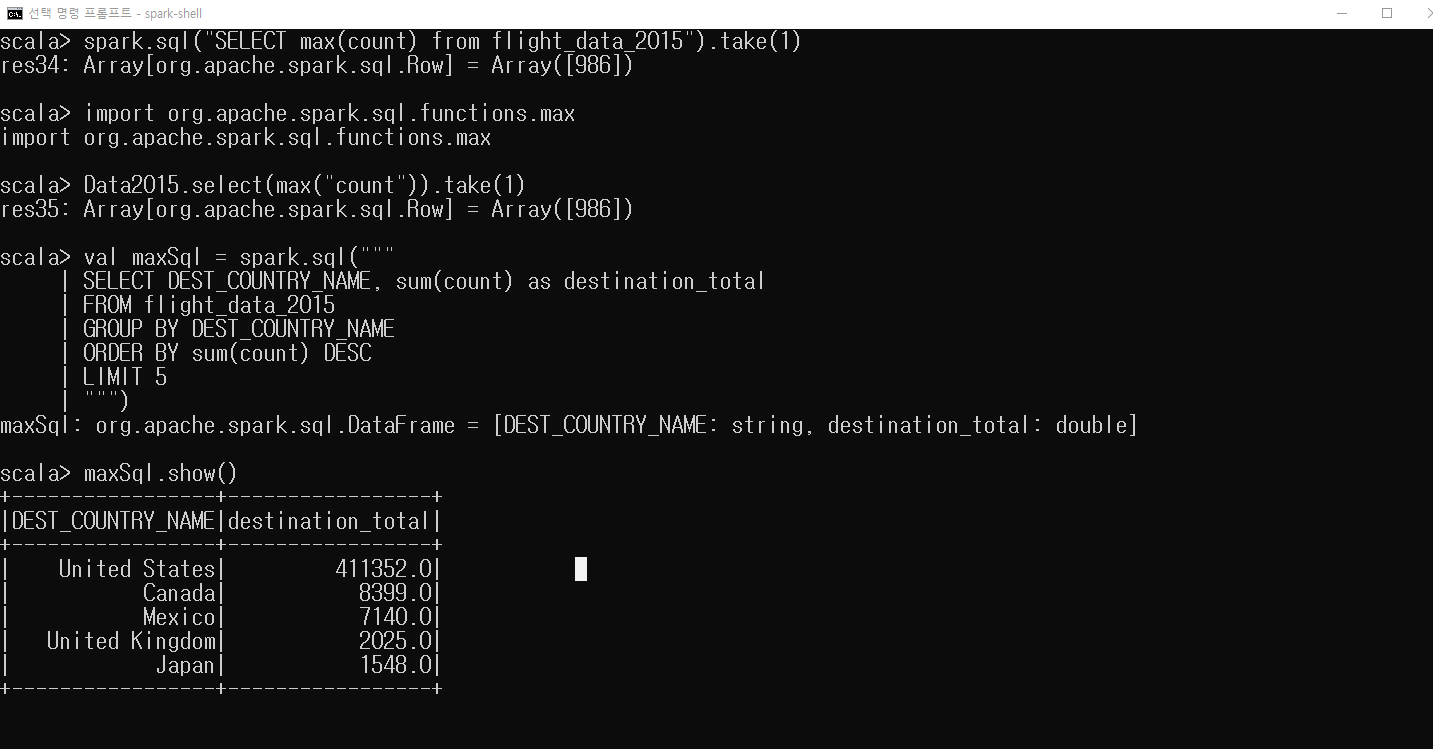 선택 명령 프롬프트 - spark-shell
scala> spark.sql("SELECT max(count) from flight_data_2015").take(1)
res34: Array[org.apache.spark.sql.Row] = Array([986])
scala> import org.apache.spark.sql.functions.max
import org.apache.spark.sql.functions.max
scala> Data2015.select(max("count")).take(1)
res35: Array[org.apache.spark.sql.Row] = Array([986])
scala> val maxSql = spark.sql("""
     | SELECT DEST_COUNTRY_NAME, sum(count) as destination_total
     | FROM flight_data_2015
     | GROUP BY DEST_COUNTRY_NAME
     | ORDER BY sum(count) DESC
     | LIMIT 5
     | """)
maxSql: org.apache.spark.sql.DataFrame = [DEST_COUNTRY_NAME: string, destination_total: double]
scala> maxSql.show()
+-----------------+-----------------+
|DEST_COUNTRY_NAME|destination_total|
+-----------------+-----------------+
|    United States|         411352.0|
|           Canada|           8399.0|
|           Mexico|           7140.0|
|   United Kingdom|           2025.0|
|            Japan|           1548.0|
+-----------------+-----------------+